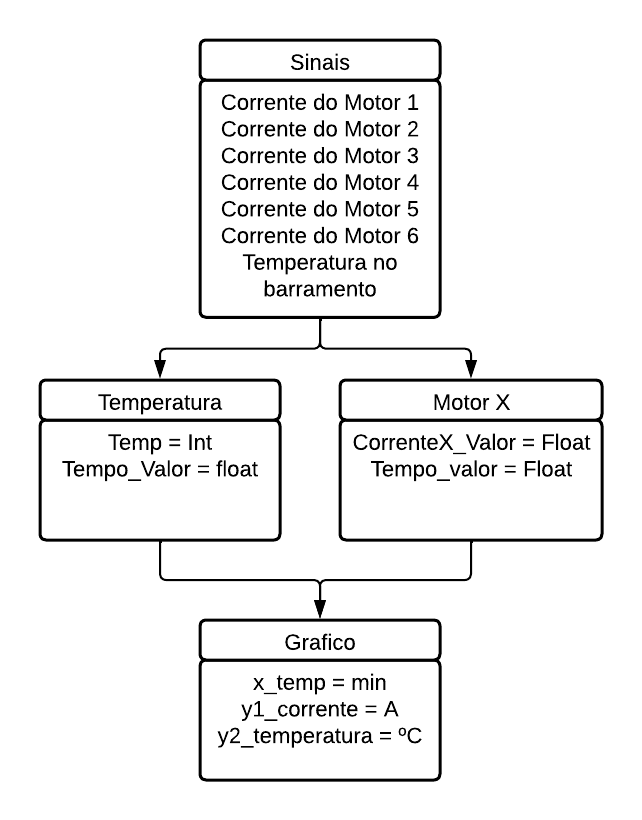 Sinais
Corrente do Motor 1
Corrente do Motor 2
Corrente do Motor 3
Corrente do Motor 4
Corrente do Motor 5
Corrente do Motor 6
Temperatura no
barramento
Temperatura
Temp = Int
Tempo_Valor = float
Motor X
CorrenteX_Valor = Float
Tempo_valor = Float
Grafico
x_temp = min
y1_corrente = A
y2_temperatura = ºC